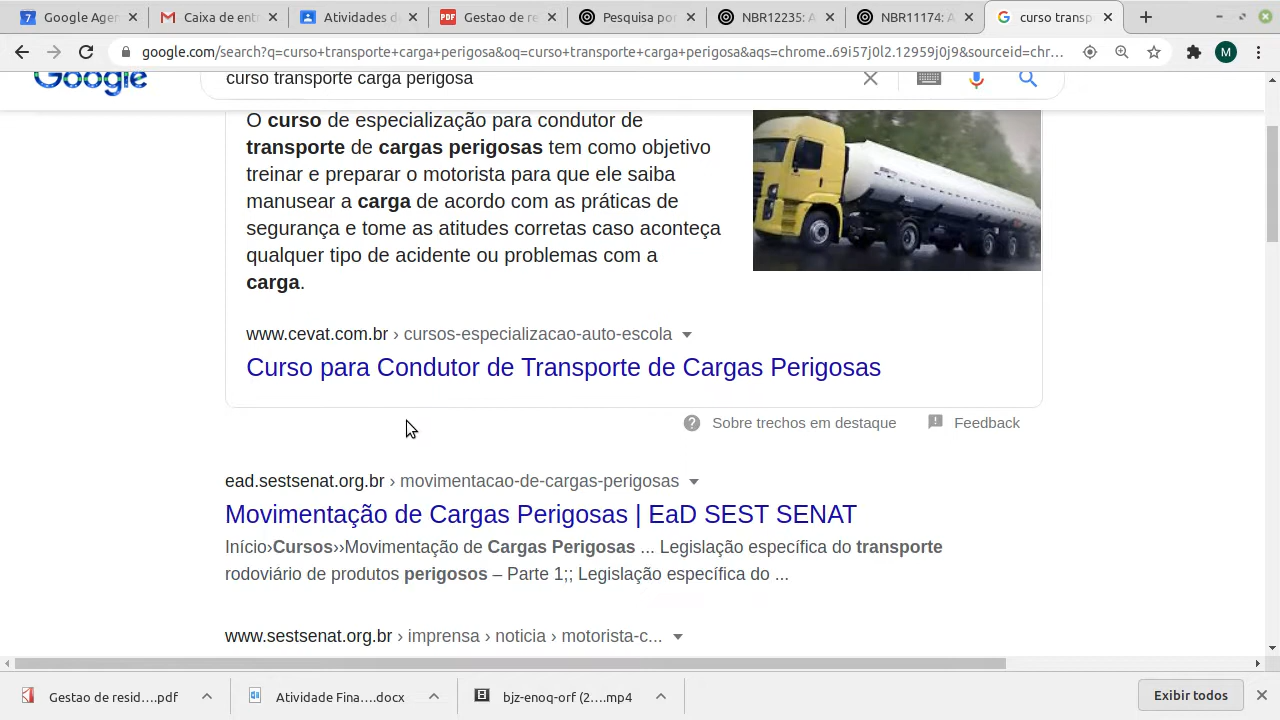 Google Agen
Caixa de ent
Atividades d
PDF Gestao de re
Pesquisa por
NBR12235: A
NBR11174: A
curso transp
google.com/search?q=curso+transporte+carga+perigosa&oq=curso+transporte+carga+perigosa&aqs=chrome..69i57j0l2.12959j0j9&sourceid=chr...
M
Google
curso transporte carga perigosa
O curso de especialização para condutor de
transporte de cargas perigosas tem como objetivo
treinar e preparar o motorista para que ele saiba
manusear a carga de acordo com as práticas de
segurança e tome as atitudes corretas caso aconteça
qualquer tipo de acidente ou problemas com a
carga.
www.cevat.com.br › cursos-especializacao-auto-escola
Curso para Condutor de Transporte de Cargas Perigosas
Sobre trechos em destaque
Feedback
ead.sestsenat.org.br › movimentacao-de-cargas-perigosas
Movimentação de Cargas Perigosas | EaD SEST SENAT
Início›Cursos››Movimentação de Cargas Perigosas ... Legislação específica do transporte
rodoviário de produtos perigosos – Parte 1;; Legislação específica do ...
www.sestsenat.org.br › imprensa › noticia › motorista-c...
Gestao de resid....pdf
Atividade Fina....docx
bjz-enoq-orf (2....mp4
Exibir todos